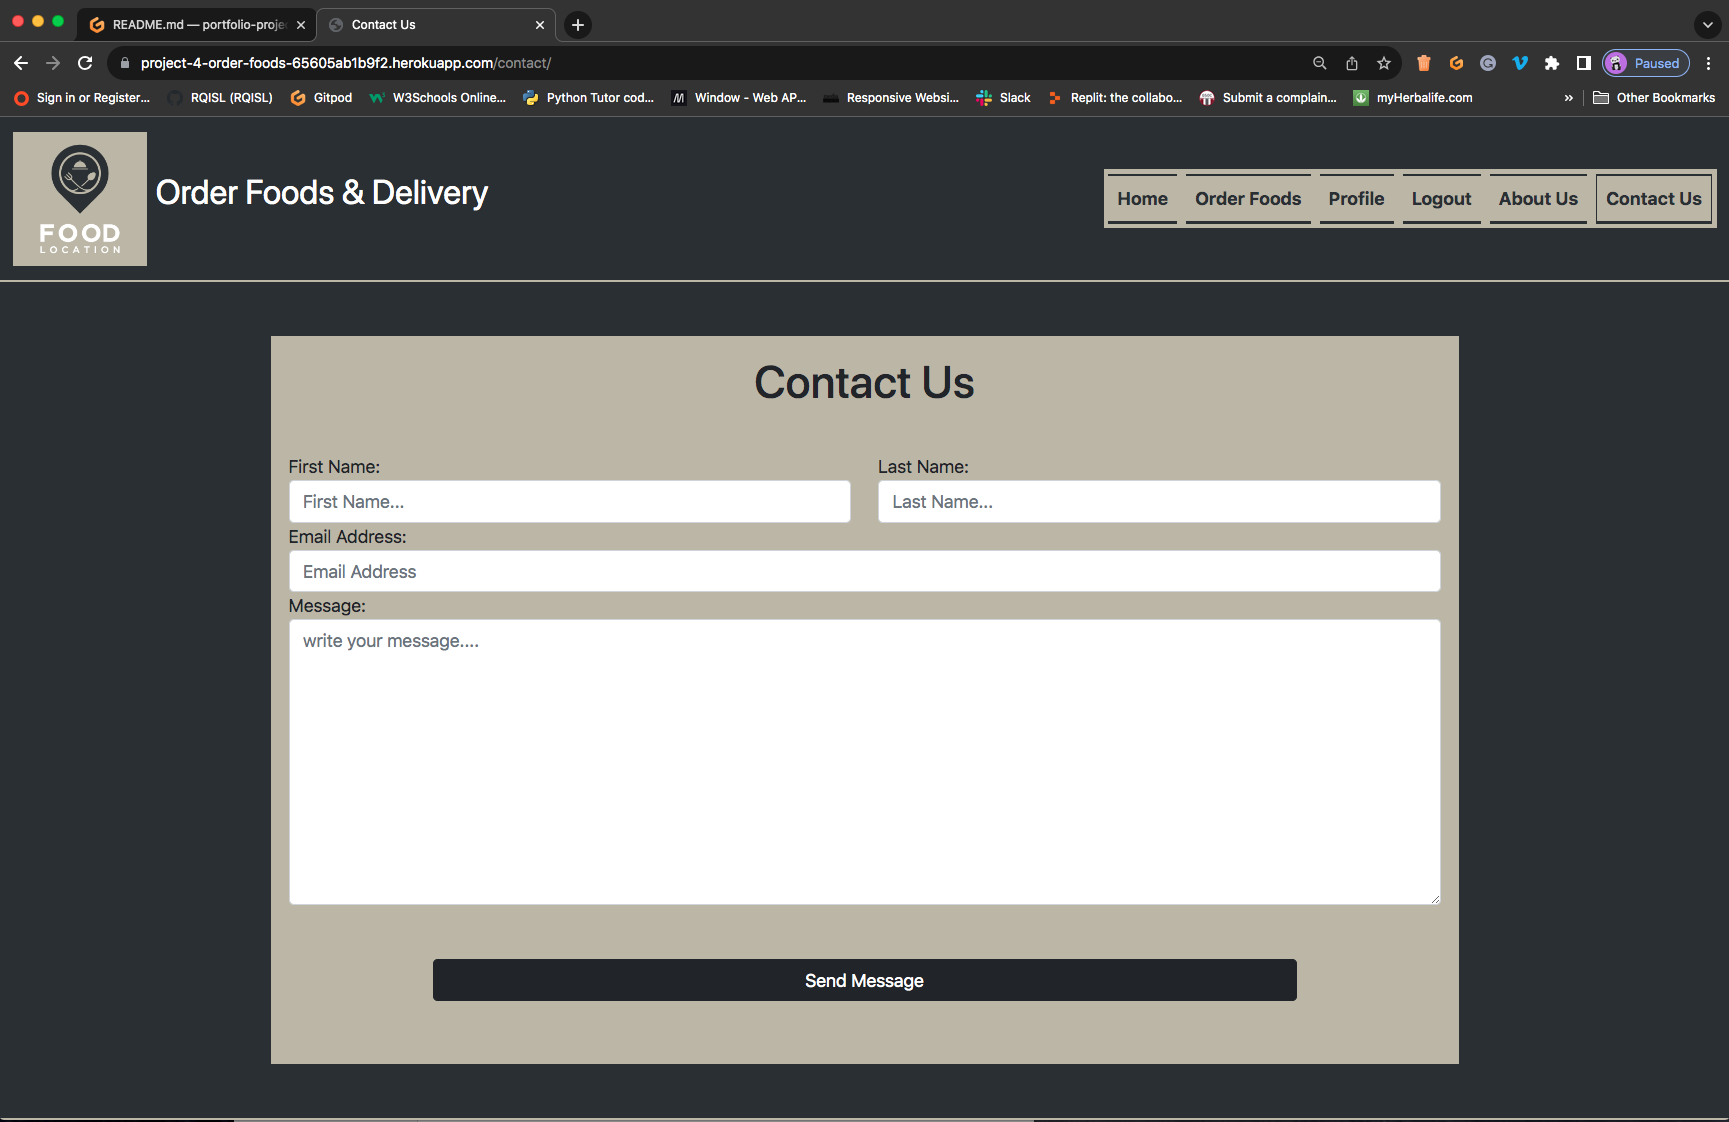 README.md — portfolio-proje
Contact Us
project-4-order-foods-65605ab1b9f2.herokuapp.com/contact/
Paused
Sign in or Register...
RQISL (RQISL)
Gitpod
W3Schools Online...
Python Tutor cod...
Window - Web AP...
Responsive Websi...
Slack
Replit: the collabo...
Submit a complain...
myHerbalife.com
»
Other Bookmarks
FOOD
LOCATION
Order Foods & Delivery
Home
Order Foods
Profile
Logout
About Us
Contact Us
Contact Us
First Name:
Last Name:
First Name...
Last Name...
Email Address:
Email Address
Message:
write your message....
Send Message